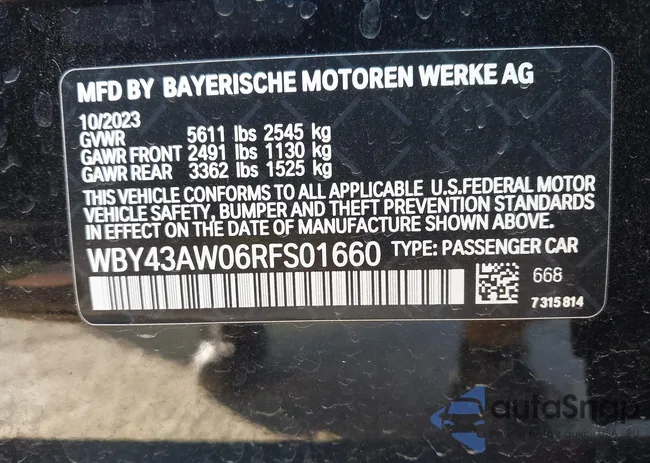 MFD BY BAYERISCHE MOTOREN WERKE AG
10/2023
GVWR 5611 lbs 2545 kg
GAWR FRONT 2491 lbs 1130 kg
GAWR REAR 3362 lbs 1525 kg
THIS VEHICLE CONFORMS TO ALL APPLICABLE U.S.FEDERAL MOTOR
VEHICLE SAFETY, BUMPER AND THEFT PREVENTION STANDARDS
IN EFFECT ON THE DATE OF MANUFACTURE SHOWN ABOVE.
WBY43AW06RFS01660 TYPE: PASSENGER CAR
668
7 315 814
autoSnap